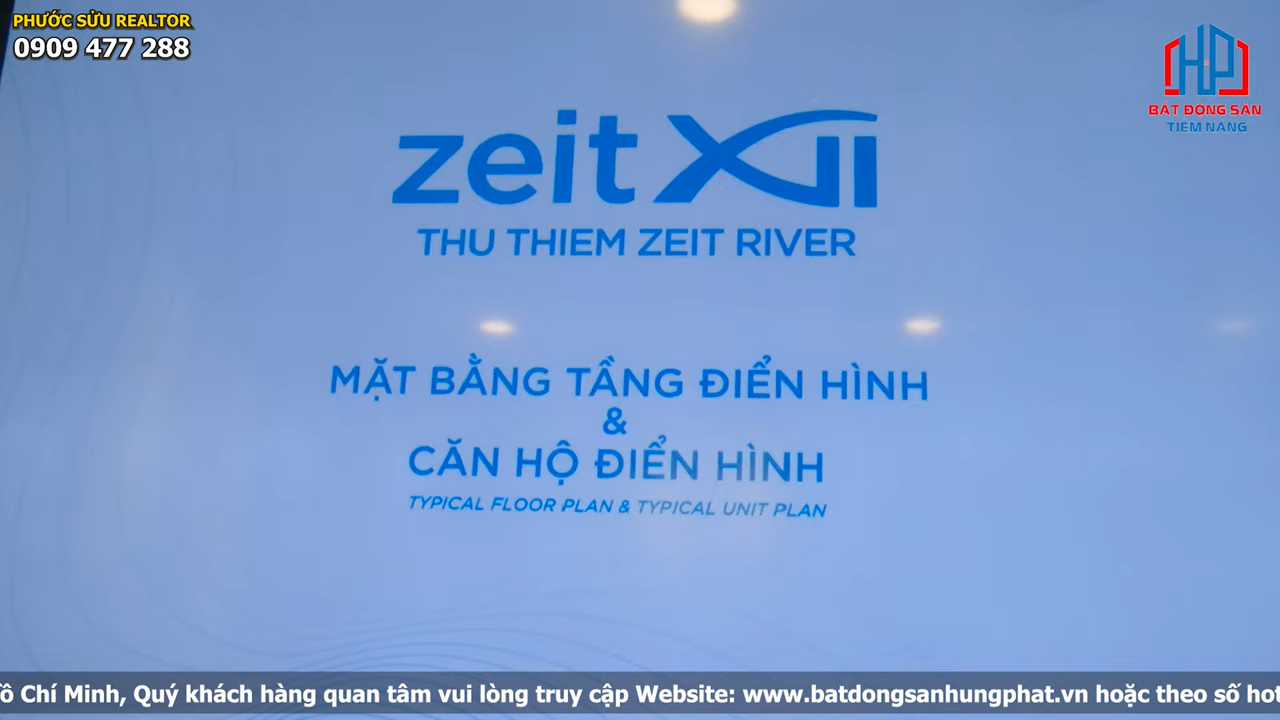 PHƯỚC SỬU REALTOR
0909 477 288
HP
BẤT ĐỘNG SẢN
TIỀM NĂNG
zeit XII
THU THIEM ZEIT RIVER
MẶT BẰNG TẦNG ĐIỂN HÌNH
&
CĂN HỘ ĐIỂN HÌNH
TYPICAL FLOOR PLAN & TYPICAL UNIT PLAN
Chí Minh, Quý khách hàng quan tâm vui lòng truy cập Website: www.batdongsanhungphat.vn hoặc theo số